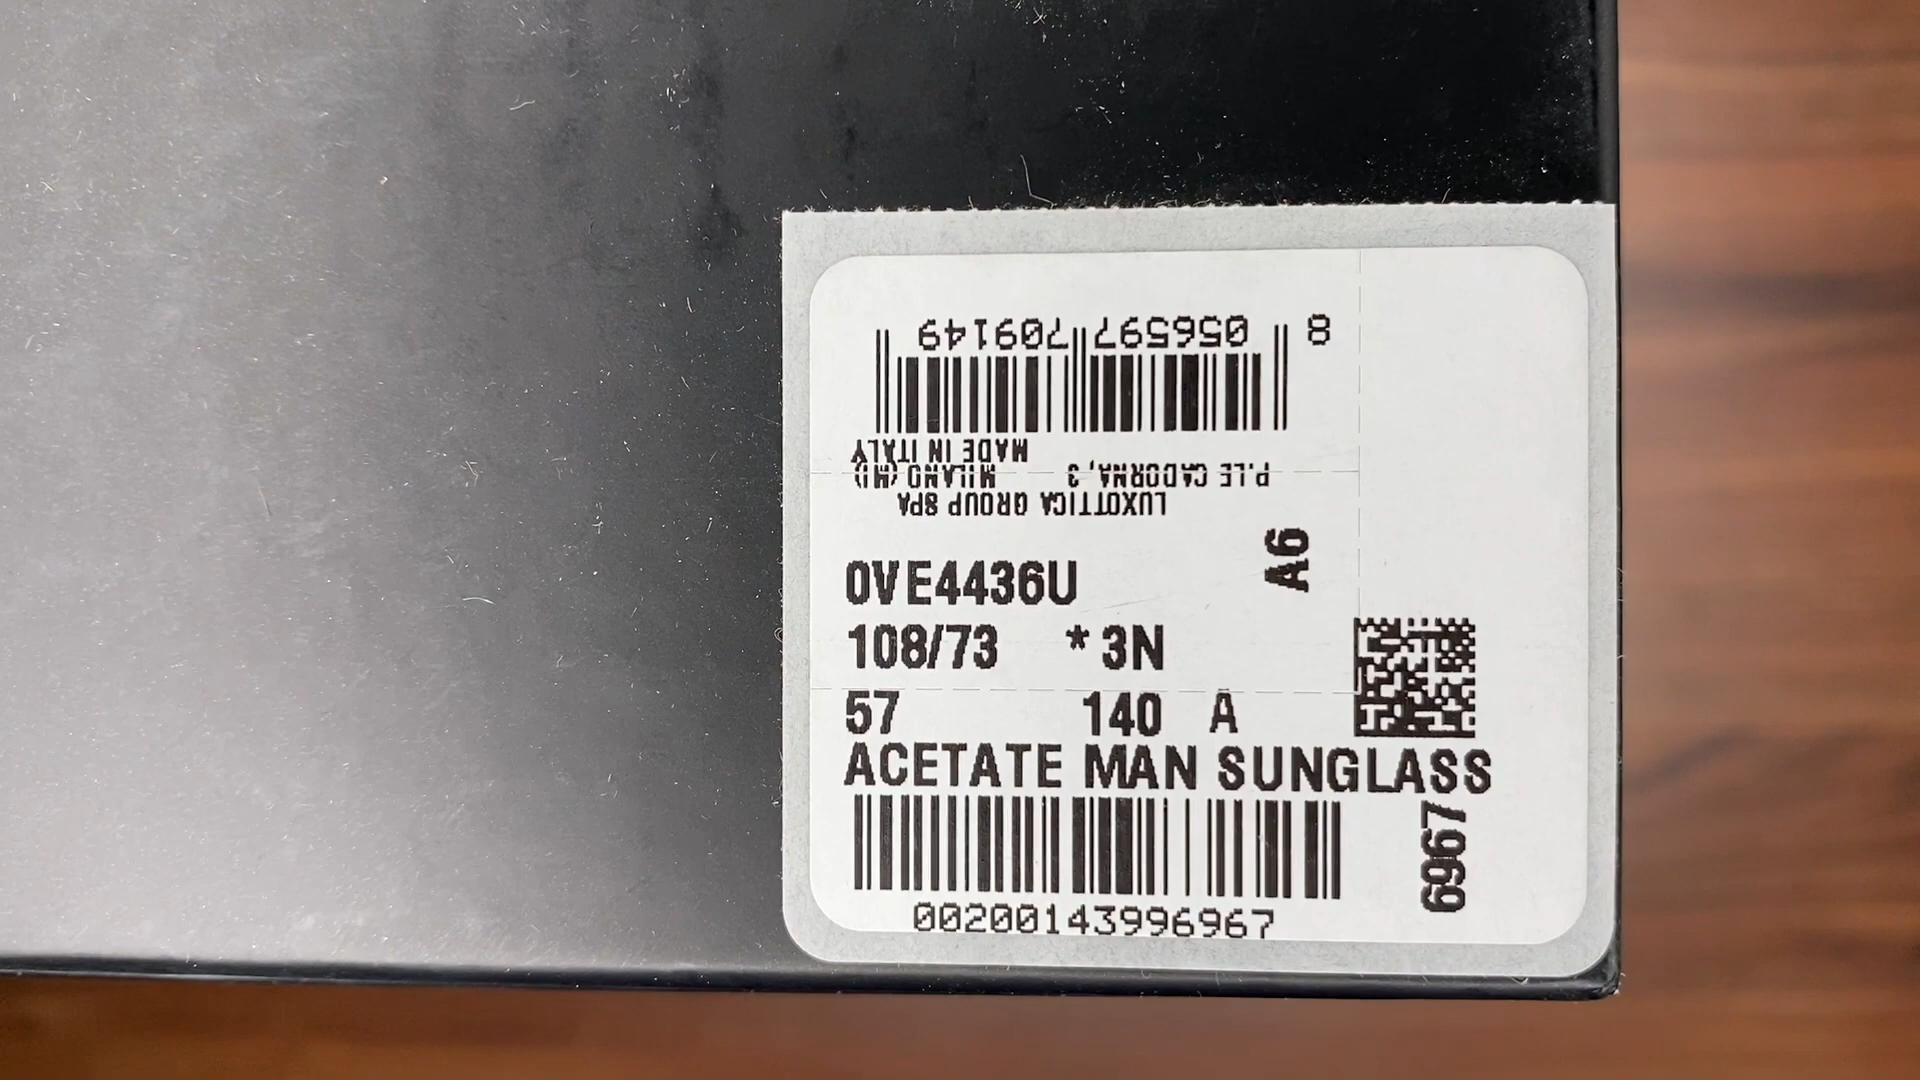 8 056597 709149
MADE IN ITALY
P.LE CADORNA, 3 MILANO (MI)
LUXOTTICA GROUP SPA
A6
0VE4436U
108/73 * 3N
57 140 A
ACETATE MAN SUNGLASS
6967
00200143996967